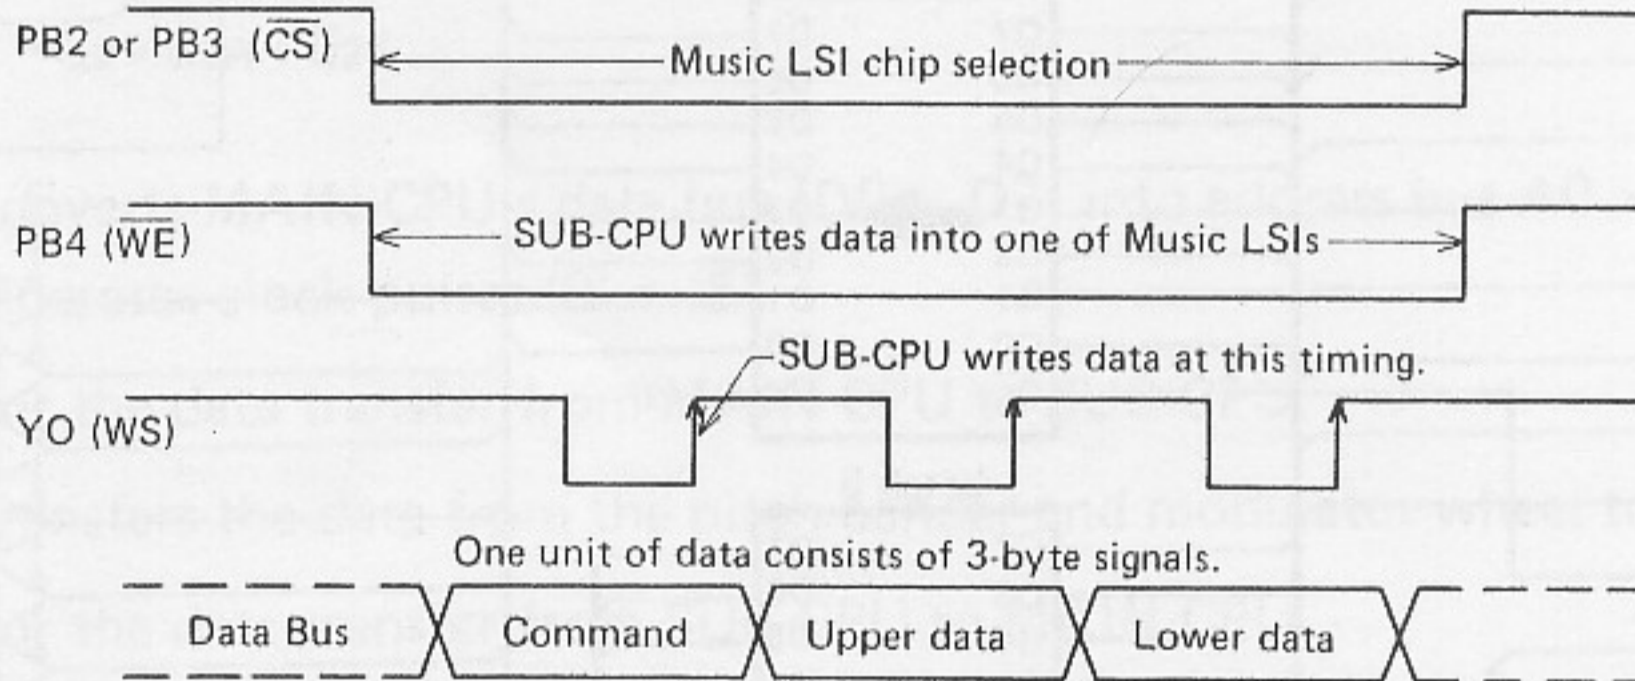 PB2 or PB3 (C̅S̅)
Music LSI chip selection
PB4 (W̅E̅)
SUB-CPU writes data into one of Music LSIs
SUB-CPU writes data at this timing.
YO (WS)
One unit of data consists of 3-byte signals.
Data Bus Command Upper data Lower data